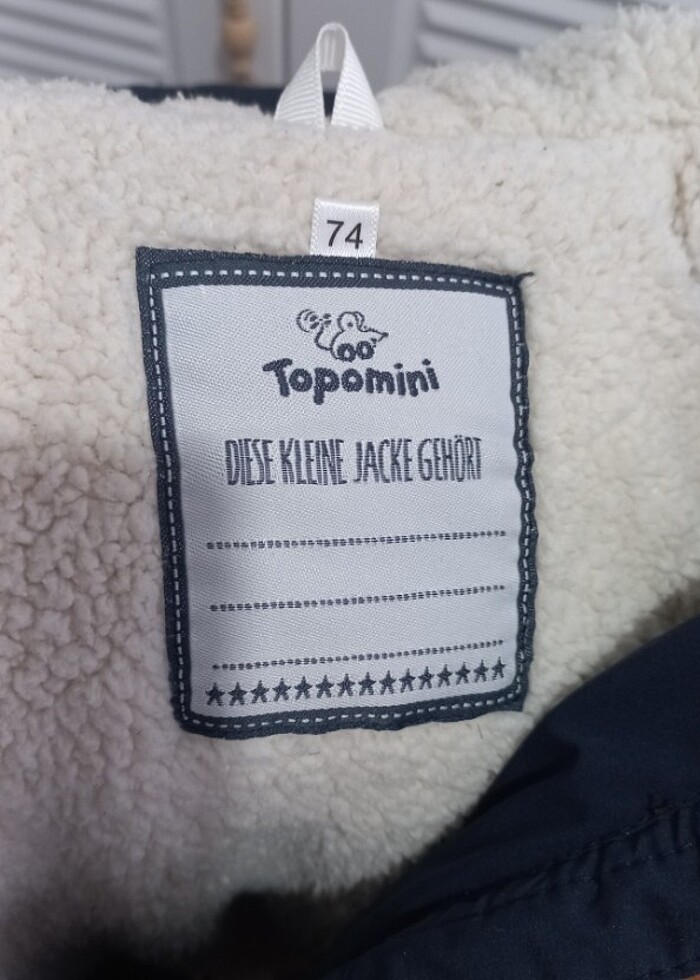 74
Topomini
DIESE KLEINE JACKE GEHÖRT